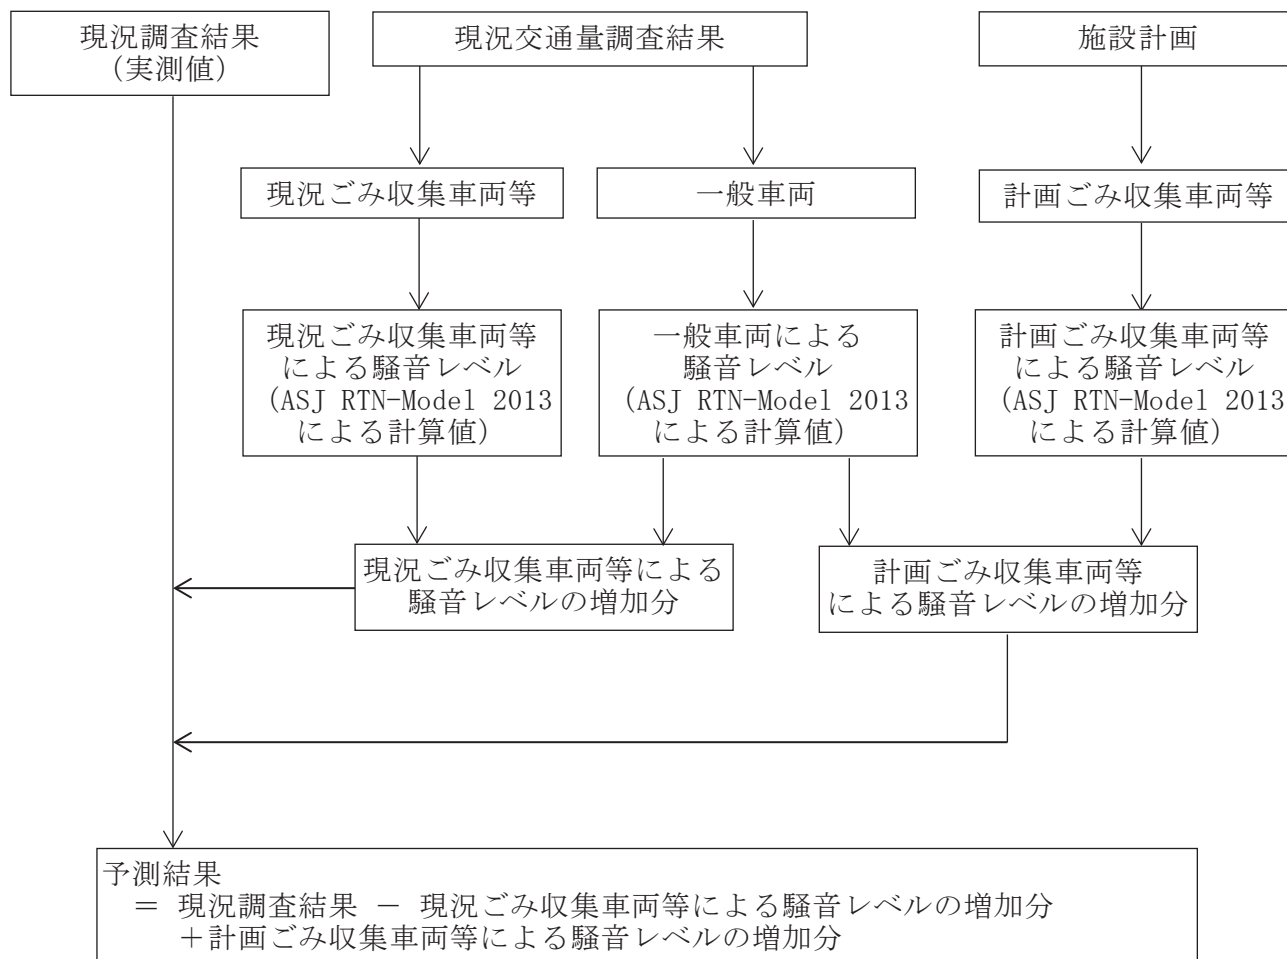 現況調査結果
(実測値)
現況交通量調査結果
施設計画
現況ごみ収集車両等
一般車両
計画ごみ収集車両等
現況ごみ収集車両等
による騒音レベル
(ASJ RTN-Model 2013
による計算値)
一般車両による
騒音レベル
(ASJ RTN-Model 2013
による計算値)
計画ごみ収集車両等
による騒音レベル
(ASJ RTN-Model 2013
による計算値)
現況ごみ収集車両等による
騒音レベルの増加分
計画ごみ収集車両等
による騒音レベルの増加分
予測結果
＝ 現況調査結果 － 現況ごみ収集車両等による騒音レベルの増加分
＋計画ごみ収集車両等による騒音レベルの増加分